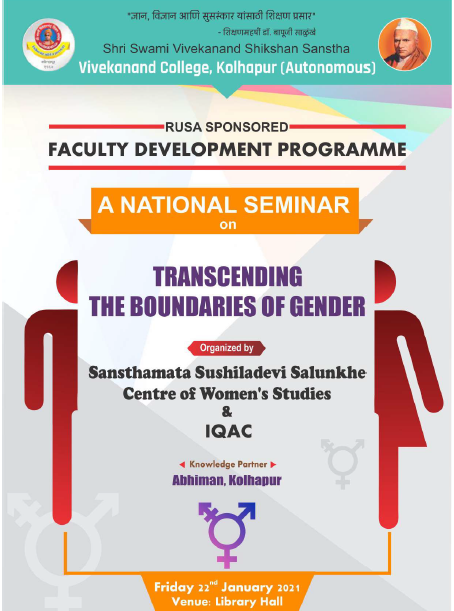 "ज्ञान, विज्ञान आणि सुसंस्कार यांसाठी शिक्षण प्रसार"
- शिक्षणमहर्षी डॉ. बापूजी साळुंखे
Shri Swami Vivekanand Shikshan Sanstha
Vivekanand College, Kolhapur (Autonomous)
RUSA SPONSORED
FACULTY DEVELOPMENT PROGRAMME
A NATIONAL SEMINAR
on
TRANSCENDING
THE BOUNDARIES OF GENDER
Organized by
Sansthamata Sushiladevi Salunkhe
Centre of Women's Studies
&
IQAC
Knowledge Partner
Abhiman, Kolhapur
Friday 22nd January 2021
Venue: Library Hall